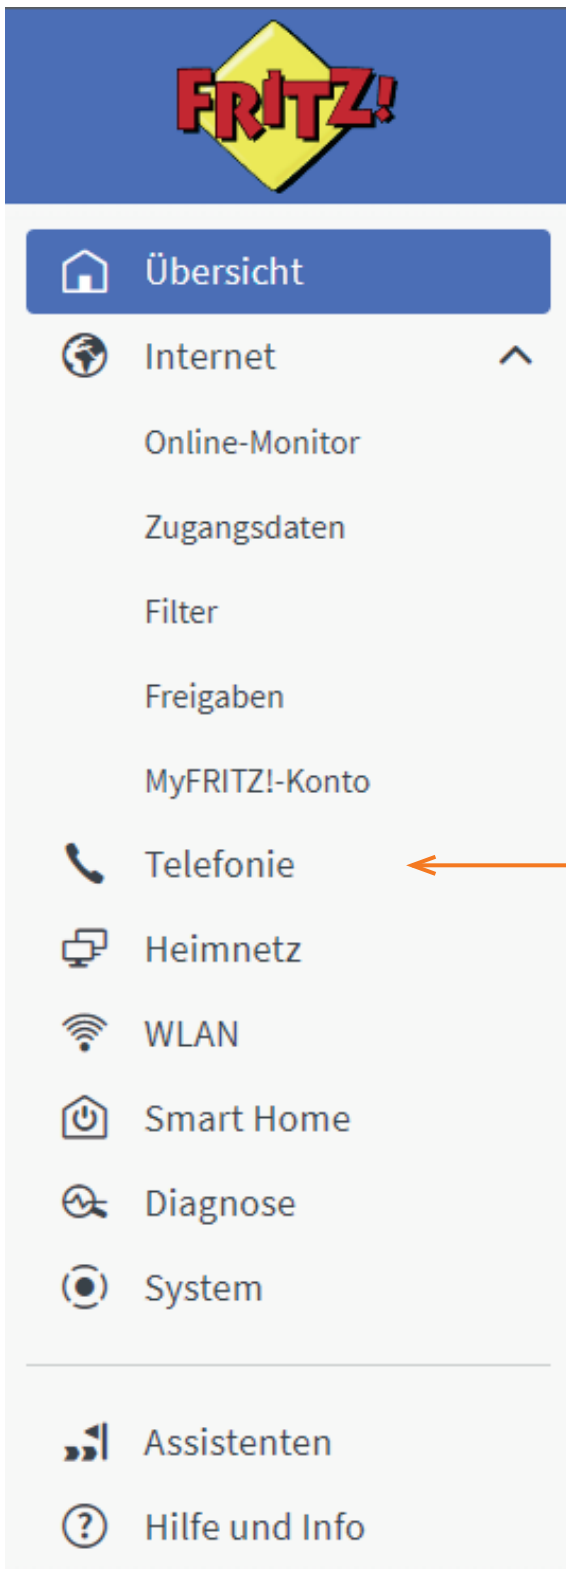 FRITZ!
Übersicht
Internet
Online-Monitor
Zugangsdaten
Filter
Freigaben
MyFRITZ!-Konto
Telefonie
Heimnetz
WLAN
Smart Home
Diagnose
System
Assistenten
Hilfe und Info